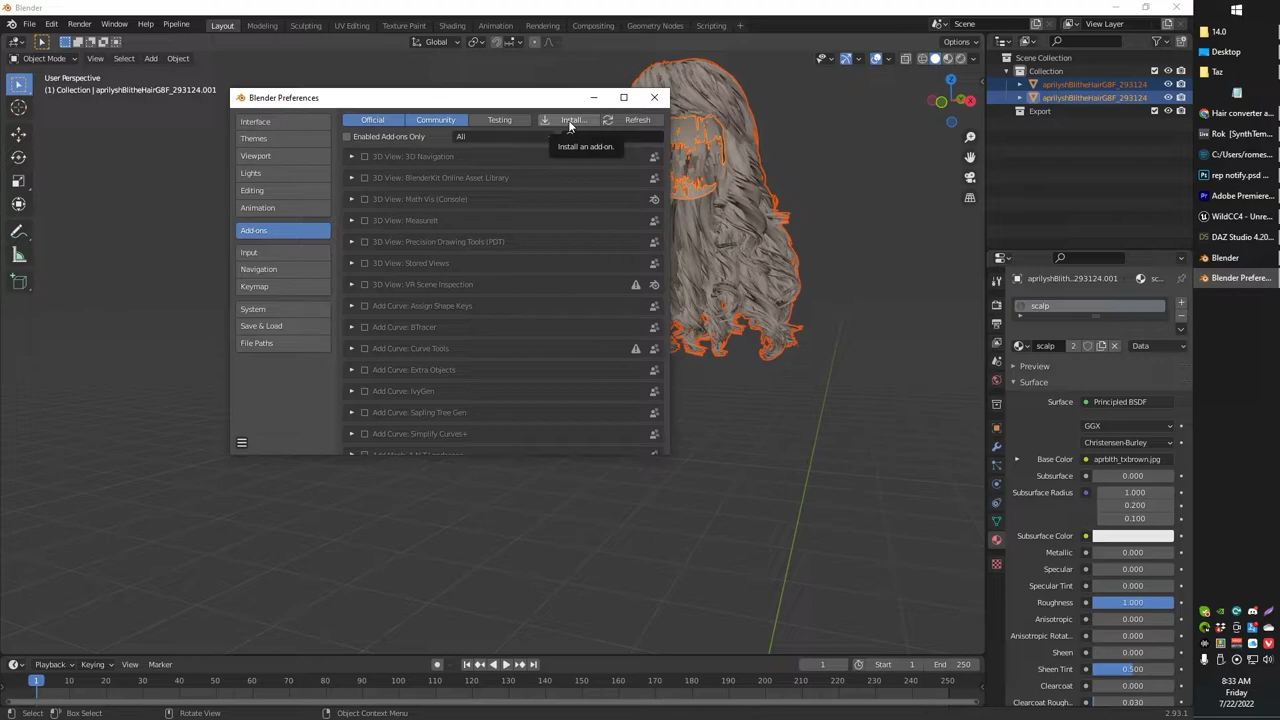 Blender
File Edit Render Window Help Pipeline Layout Modeling Sculpting UV Editing Texture Paint Shading Animation Rendering Compositing Geometry Nodes Scripting Scene View Layer
Global Options
Object Mode View Select Add Object
User Perspective
(1) Collection | aprilyshBlitheHairG8F_293124.001
Blender Preferences
Interface
Themes
Viewport
Lights
Editing
Animation
Add-ons
Input
Navigation
Keymap
System
Save & Load
File Paths
Official Community Testing Install... Refresh
Enabled Add-ons Only All
Install an add-on.
3D View: 3D Navigation
3D View: BlenderKit Online Asset Library
3D View: Math Vis (Console)
3D View: MeasureIt
3D View: Precision Drawing Tools (PDT)
3D View: Stored Views
3D View: VR Scene Inspection
Add Curve: Assign Shape Keys
Add Curve: BTracer
Add Curve: Curve Tools
Add Curve: Extra Objects
Add Curve: IvyGen
Add Curve: Sapling Tree Gen
Add Curve: Simplify Curves+
Scene Collection
Collection
aprilyshBlitheHairG8F_293124
aprilyshBlitheHairG8F_293124
Export
aprilyshBlith...293124.001 sc...
scalp
scalp 2 Data
Preview
Surface
Surface Principled BSDF
GGX
Christensen-Burley
Base Color aprblth_txbrown.jpg
Subsurface 0.000
Subsurface Radius 1.000
0.200
0.100
Subsurface Color
Metallic 0.000
Specular 0.000
Specular Tint 0.000
Roughness 1.000
Anisotropic 0.000
Anisotropic Rotat... 0.000
Sheen 0.000
Sheen Tint 0.500
Clearcoat 0.000
Clearcoat Rough... 0.030
Playback Keying View Marker 1 Start 1 End 250
1 10 20 30 40 50 60 70 80 90 100 110 120 130 140 150 160 170 180 190 200 210 220 230 240 250
Select Box Select Rotate View Object Context Menu 2.93.1
14.0
Desktop
Taz
Hair converter a...
Rok [SynthTem...
C:/Users/romes...
rep notify.psd ...
Adobe Premiere...
WildCC4 - Unre...
DAZ Studio 4.20...
Blender
Blender Prefere...
8:33 AM
Friday
7/22/2022